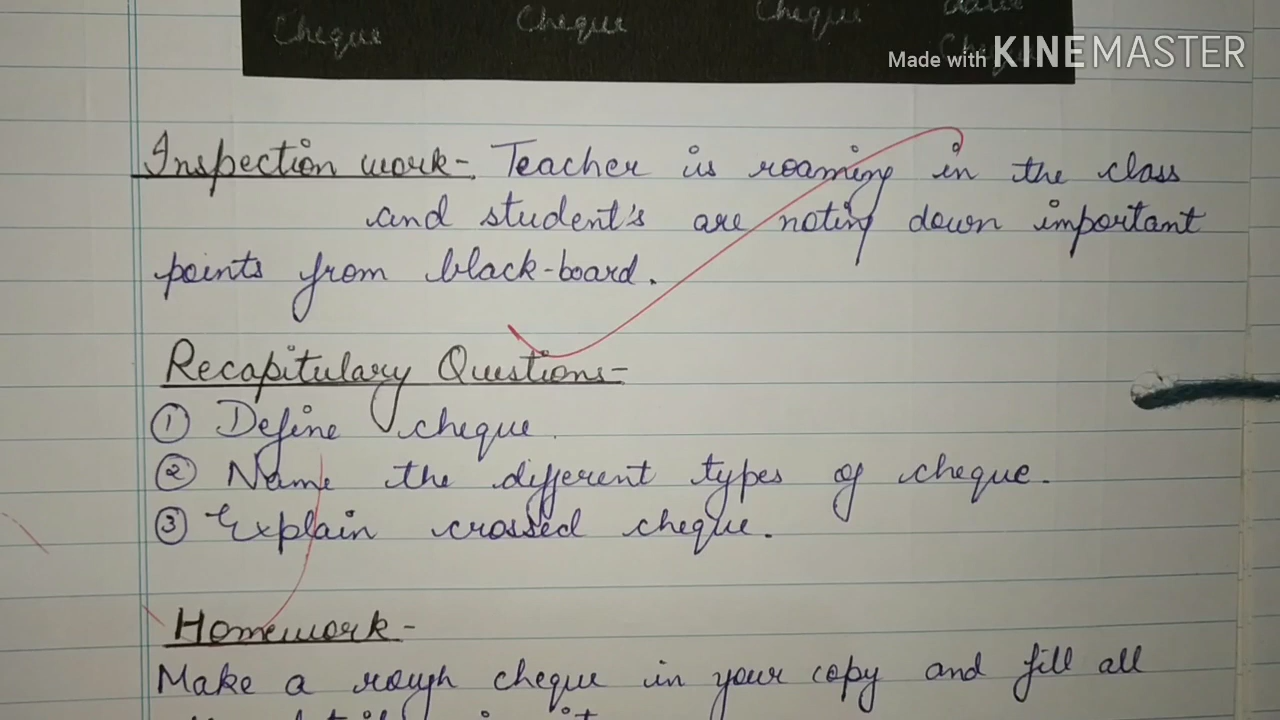 Cheque Cheque Cheque
Made with KINEMASTER
Inspection work- Teacher is roaming in the class
and student's are noting down important
points from black-board.
Recapitulary Questions-
① Define cheque.
② Name the different types of cheque.
③ Explain crossed cheque.
Homework-
Make a rough cheque in your copy and fill all